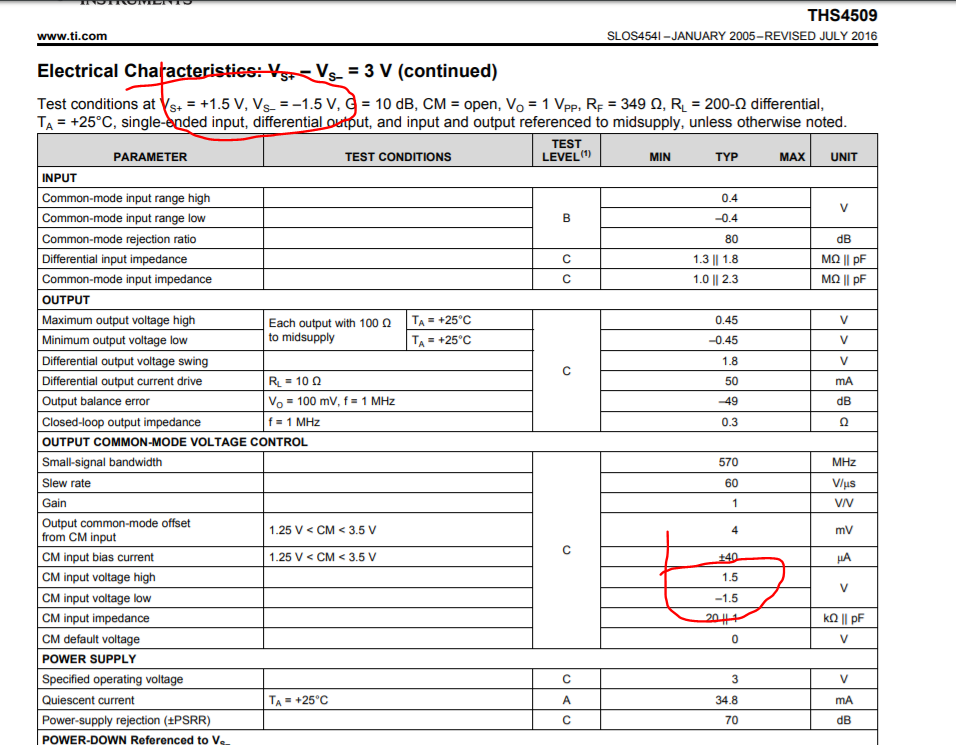 INSTRUMENTS
THS4509
www.ti.com
SLOS454I –JANUARY 2005–REVISED JULY 2016
Electrical Characteristics: VS+ – VS– = 3 V (continued)
Test conditions at VS+ = +1.5 V, VS– = –1.5 V, G = 10 dB, CM = open, VO = 1 VPP, RF = 349 Ω, RL = 200-Ω differential,
TA = +25°C, single-ended input, differential output, and input and output referenced to midsupply, unless otherwise noted.
PARAMETER TEST CONDITIONS TEST LEVEL(1) MIN TYP MAX UNIT
INPUT
Common-mode input range high 0.4
Common-mode input range low –0.4
B V
Common-mode rejection ratio 80 dB
Differential input impedance C 1.3 || 1.8 MΩ || pF
Common-mode input impedance C 1.0 || 2.3 MΩ || pF
OUTPUT
Maximum output voltage high Each output with 100 Ω to midsupply TA = +25°C 0.45 V
Minimum output voltage low TA = +25°C –0.45 V
Differential output voltage swing 1.8 V
C
Differential output current drive RL = 10 Ω 50 mA
Output balance error VO = 100 mV, f = 1 MHz –49 dB
Closed-loop output impedance f = 1 MHz 0.3 Ω
OUTPUT COMMON-MODE VOLTAGE CONTROL
Small-signal bandwidth 570 MHz
Slew rate 60 V/µs
Gain 1 V/V
Output common-mode offset from CM input 1.25 V < CM < 3.5 V 4 mV
C
CM input bias current 1.25 V < CM < 3.5 V ±40 µA
CM input voltage high 1.5
V
CM input voltage low –1.5
CM input impedance 20 || 1 kΩ || pF
CM default voltage 0 V
POWER SUPPLY
Specified operating voltage C 3 V
Quiescent current TA = +25°C A 34.8 mA
Power-supply rejection (±PSRR) C 70 dB
POWER-DOWN Referenced to VS–